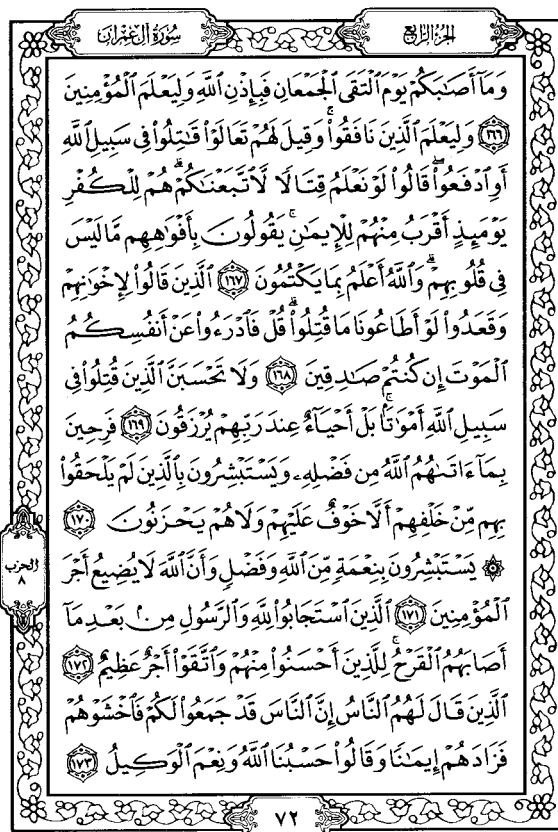 الجزء الرابع
سورة آل عمران
وَمَآ أَصَٰبَكُمْ يَوْمَ ٱلْتَقَى ٱلْجَمْعَانِ فَبِإِذْنِ ٱللَّهِ وَلِيَعْلَمَ ٱلْمُؤْمِنِينَ
١٦٦ وَلِيَعْلَمَ ٱلَّذِينَ نَافَقُوا۟ ۚ وَقِيلَ لَهُمْ تَعَالَوْا۟ قَٰتِلُوا۟ فِى سَبِيلِ ٱللَّهِ
أَوِ ٱدْفَعُوا۟ ۖ قَالُوا۟ لَوْ نَعْلَمُ قِتَالًا لَّٱتَّبَعْنَٰكُمْ ۗ هُمْ لِلْكُفْرِ
يَوْمَئِذٍ أَقْرَبُ مِنْهُمْ لِلْإِيمَٰنِ ۚ يَقُولُونَ بِأَفْوَٰهِهِم مَّا لَيْسَ
فِى قُلُوبِهِمْ ۗ وَٱللَّهُ أَعْلَمُ بِمَا يَكْتُمُونَ ١٦٧ ٱلَّذِينَ قَالُوا۟ لِإِخْوَٰنِهِمْ
وَقَعَدُوا۟ لَوْ أَطَاعُونَا مَا قُتِلُوا۟ ۗ قُلْ فَٱدْرَءُوا۟ عَنْ أَنفُسِكُمُ
ٱلْمَوْتَ إِن كُنتُمْ صَٰدِقِينَ ١٦٨ وَلَا تَحْسَبَنَّ ٱلَّذِينَ قُتِلُوا۟ فِى
سَبِيلِ ٱللَّهِ أَمْوَٰتًۢا ۚ بَلْ أَحْيَآءٌ عِندَ رَبِّهِمْ يُرْزَقُونَ ١٦٩ فَرِحِينَ
بِمَآ ءَاتَىٰهُمُ ٱللَّهُ مِن فَضْلِهِۦ وَيَسْتَبْشِرُونَ بِٱلَّذِينَ لَمْ يَلْحَقُوا۟
بِهِم مِّنْ خَلْفِهِمْ أَلَّا خَوْفٌ عَلَيْهِمْ وَلَا هُمْ يَحْزَنُونَ ١٧٠
۞ يَسْتَبْشِرُونَ بِنِعْمَةٍ مِّنَ ٱللَّهِ وَفَضْلٍ وَأَنَّ ٱللَّهَ لَا يُضِيعُ أَجْرَ
ٱلْمُؤْمِنِينَ ١٧١ ٱلَّذِينَ ٱسْتَجَابُوا۟ لِلَّهِ وَٱلرَّسُولِ مِنۢ بَعْدِ مَآ
أَصَابَهُمُ ٱلْقَرْحُ ۚ لِلَّذِينَ أَحْسَنُوا۟ مِنْهُمْ وَٱتَّقَوْا۟ أَجْرٌ عَظِيمٌ ١٧٢
ٱلَّذِينَ قَالَ لَهُمُ ٱلنَّاسُ إِنَّ ٱلنَّاسَ قَدْ جَمَعُوا۟ لَكُمْ فَٱخْشَوْهُمْ
فَزَادَهُمْ إِيمَٰنًا وَقَالُوا۟ حَسْبُنَا ٱللَّهُ وَنِعْمَ ٱلْوَكِيلُ ١٧٣
الحزب
٨
٧٢